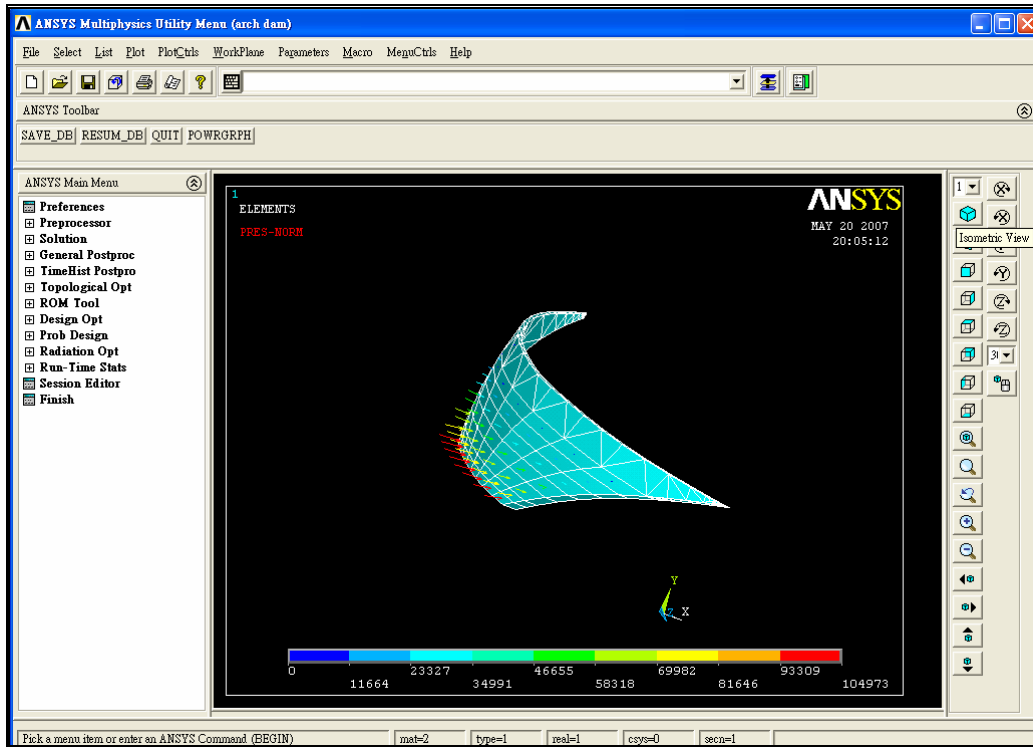 ANSYS Multiphysics Utility Menu (arch dam)
File Select List Plot PlotCtrls WorkPlane Parameters Macro MenuCtrls Help
ANSYS Toolbar
SAVE_DB RESUM_DB QUIT POWRGRPH
ANSYS Main Menu
Preferences
Preprocessor
Solution
General Postproc
TimeHist Postpro
Topological Opt
ROM Tool
Design Opt
Prob Design
Radiation Opt
Run-Time Stats
Session Editor
Finish
1
ELEMENTS
PRES-NORM
ANSYS
MAY 20 2007
20:05:12
Y
Z X
0 23327 46655 69982 93309
11664 34991 58318 81646 104973
1
X
X
Isometric View
Y
Z
Z
Pick a menu item or enter an ANSYS Command (BEGIN) mat=2 type=1 real=1 csys=0 secn=1